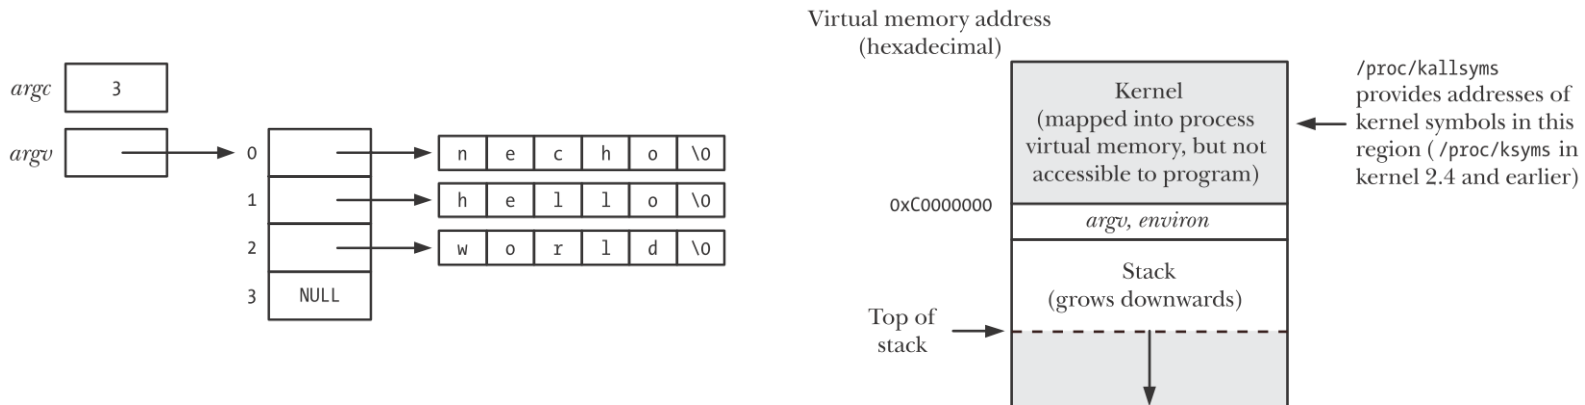 argc 3
argv
0 n e c h o \0
1 h e l l o \0
2 w o r l d \0
3 NULL
Virtual memory address
(hexadecimal)
Kernel
(mapped into process
virtual memory, but not
accessible to program)
/proc/kallsyms
provides addresses of
kernel symbols in this
region ( /proc/ksyms in
kernel 2.4 and earlier)
0xC0000000
argv, environ
Stack
(grows downwards)
Top of
stack